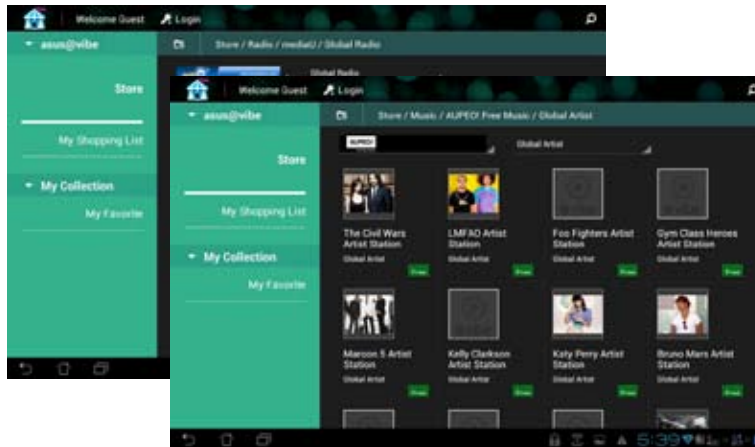 Welcome Guest
Login
asus@vibe
Store / Radio / mediaU / Global Radio
Store
Global Radio
My Shopping List
My Collection
My Favorite
Welcome Guest
Login
asus@vibe
Store / Music / AUPEO! Free Music / Global Artist
Store
AUPEO!
Global Artist
My Shopping List
My Collection
My Favorite
The Civil Wars
Artist Station
Global Artist
Free
LMFAO Artist
Station
Global Artist
Free
Foo Fighters Artist
Station
Global Artist
Free
Gym Class Heroes
Artist Station
Global Artist
Free
Maroon 5 Artist
Station
Global Artist
Free
Kelly Clarkson
Artist Station
Global Artist
Free
Katy Perry Artist
Station
Global Artist
Free
Bruno Mars Artist
Station
Global Artist
Free
5:39